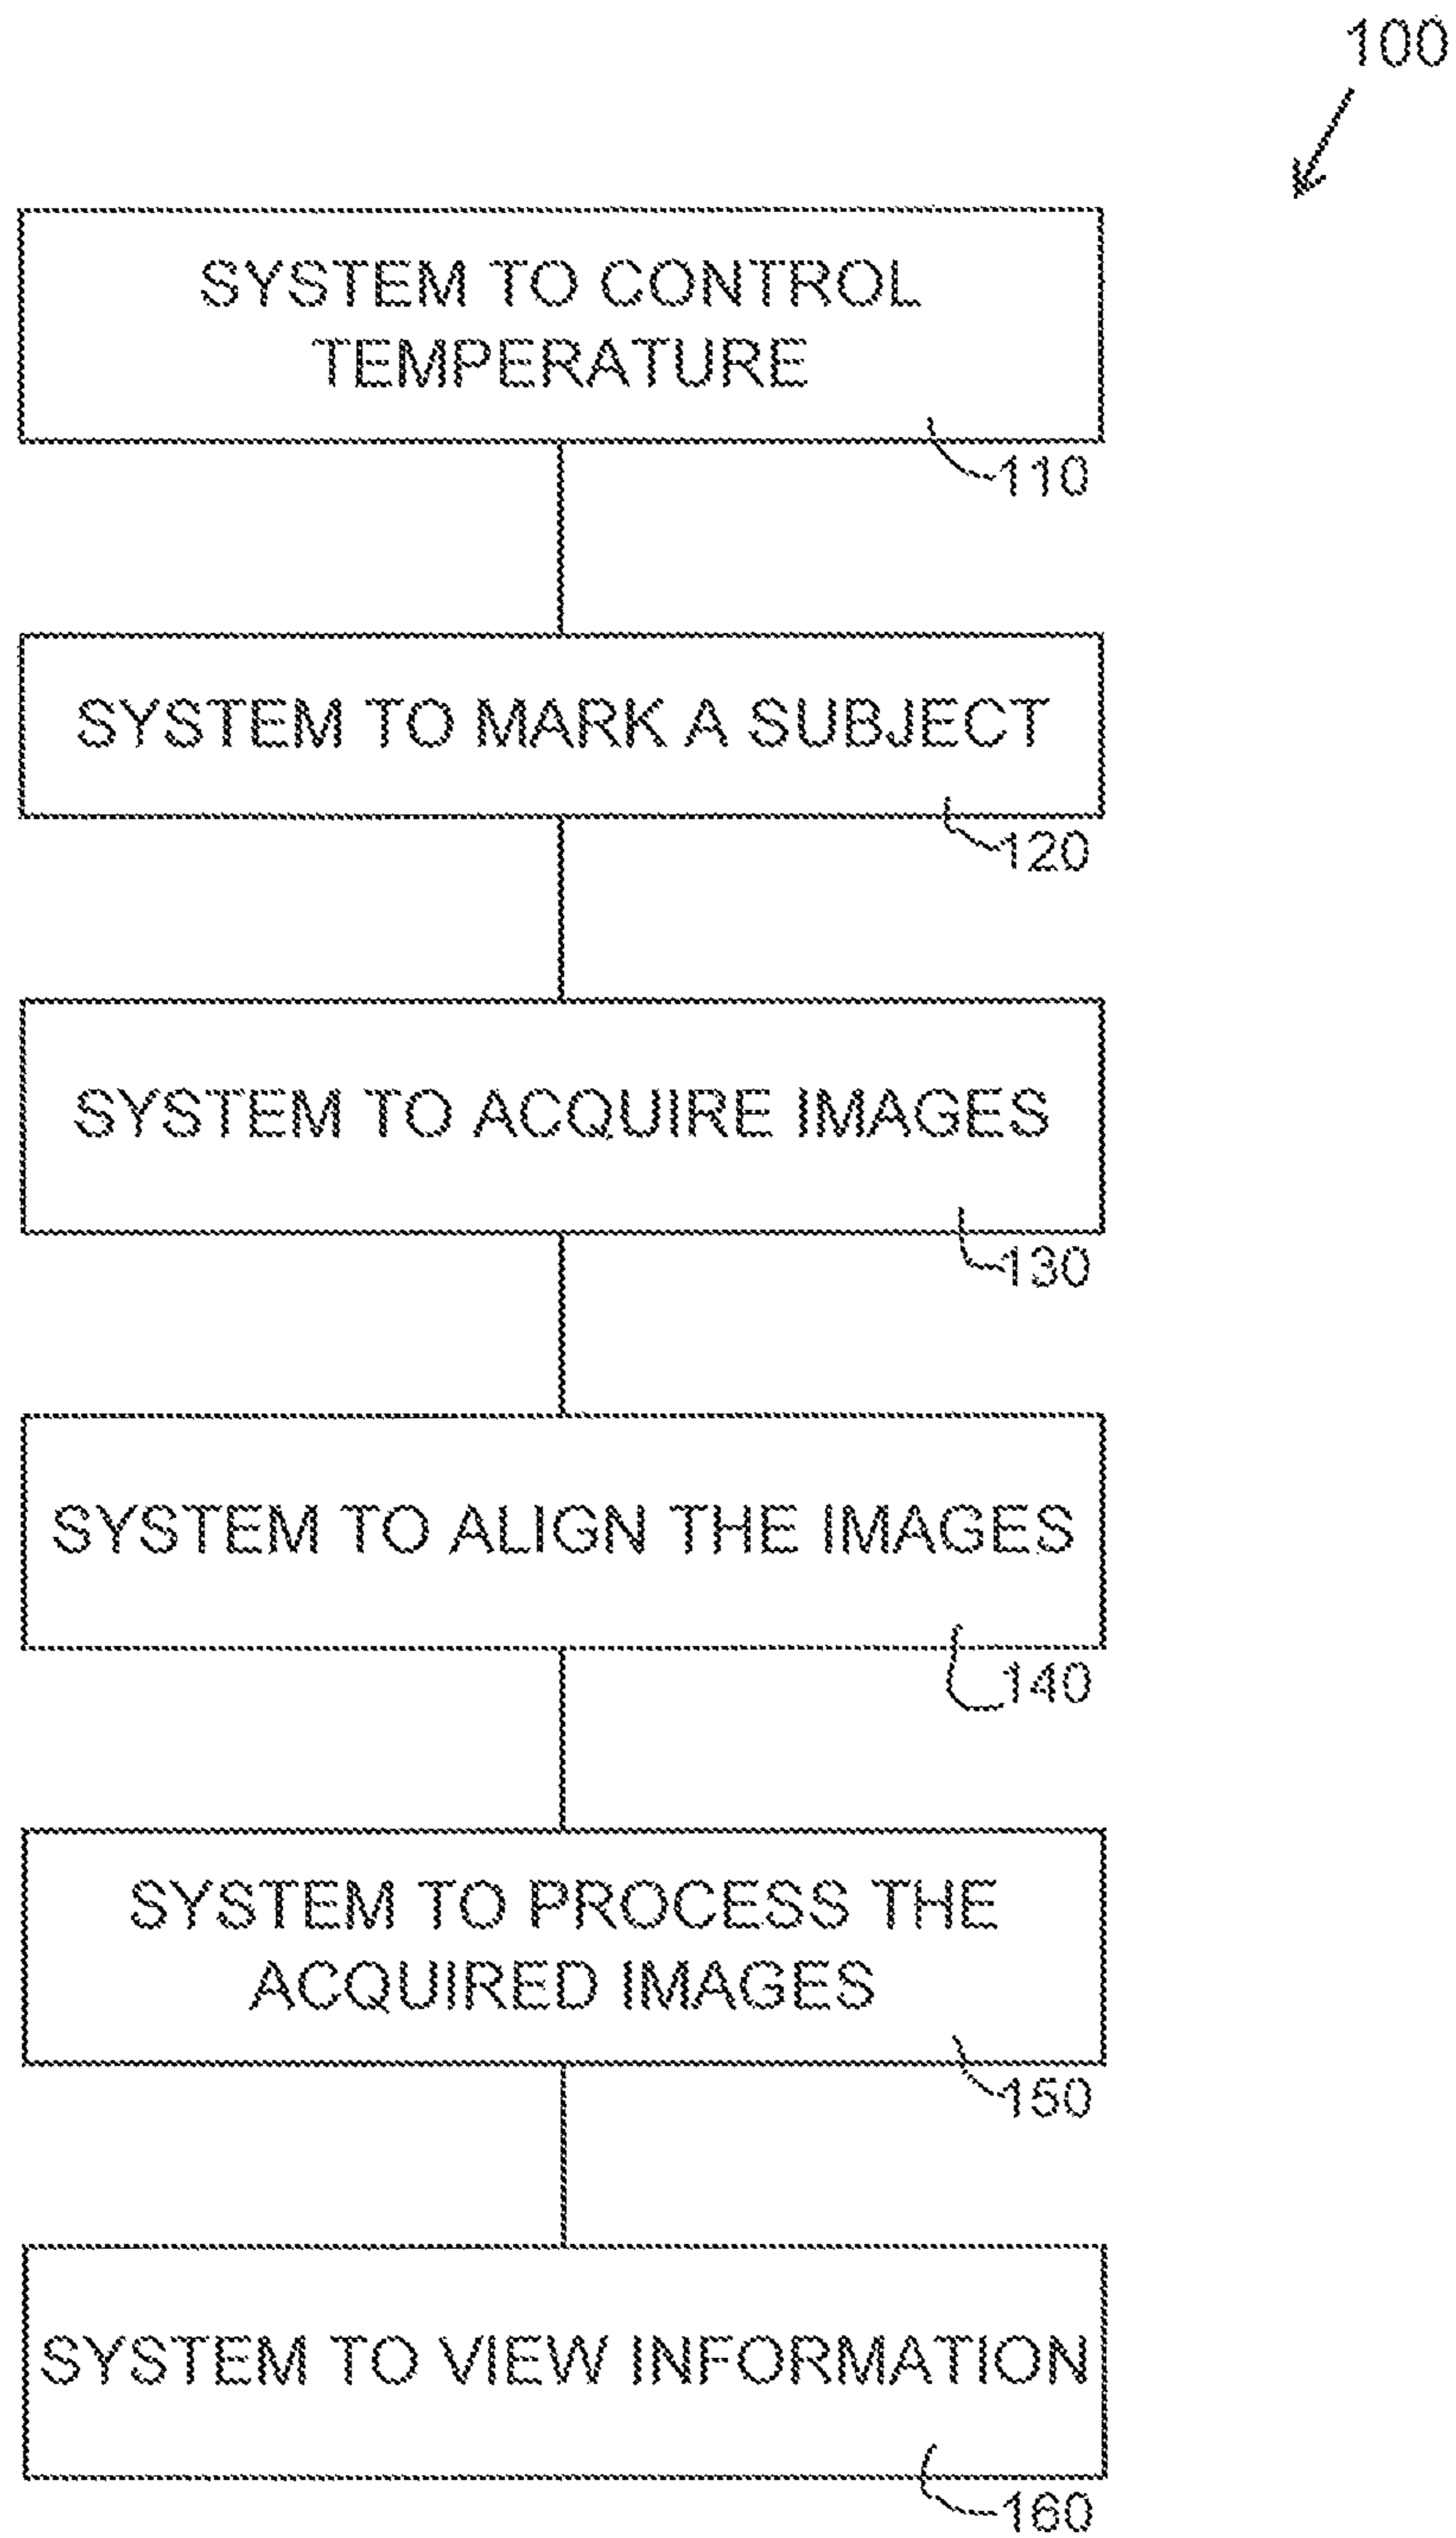 100
SYSTEM TO CONTROL
TEMPERATURE
110
SYSTEM TO MARK A SUBJECT
120
SYSTEM TO ACQUIRE IMAGES
130
SYSTEM TO ALIGN THE IMAGES
140
SYSTEM TO PROCESS THE
ACQUIRED IMAGES
150
SYSTEM TO VIEW INFORMATION
160